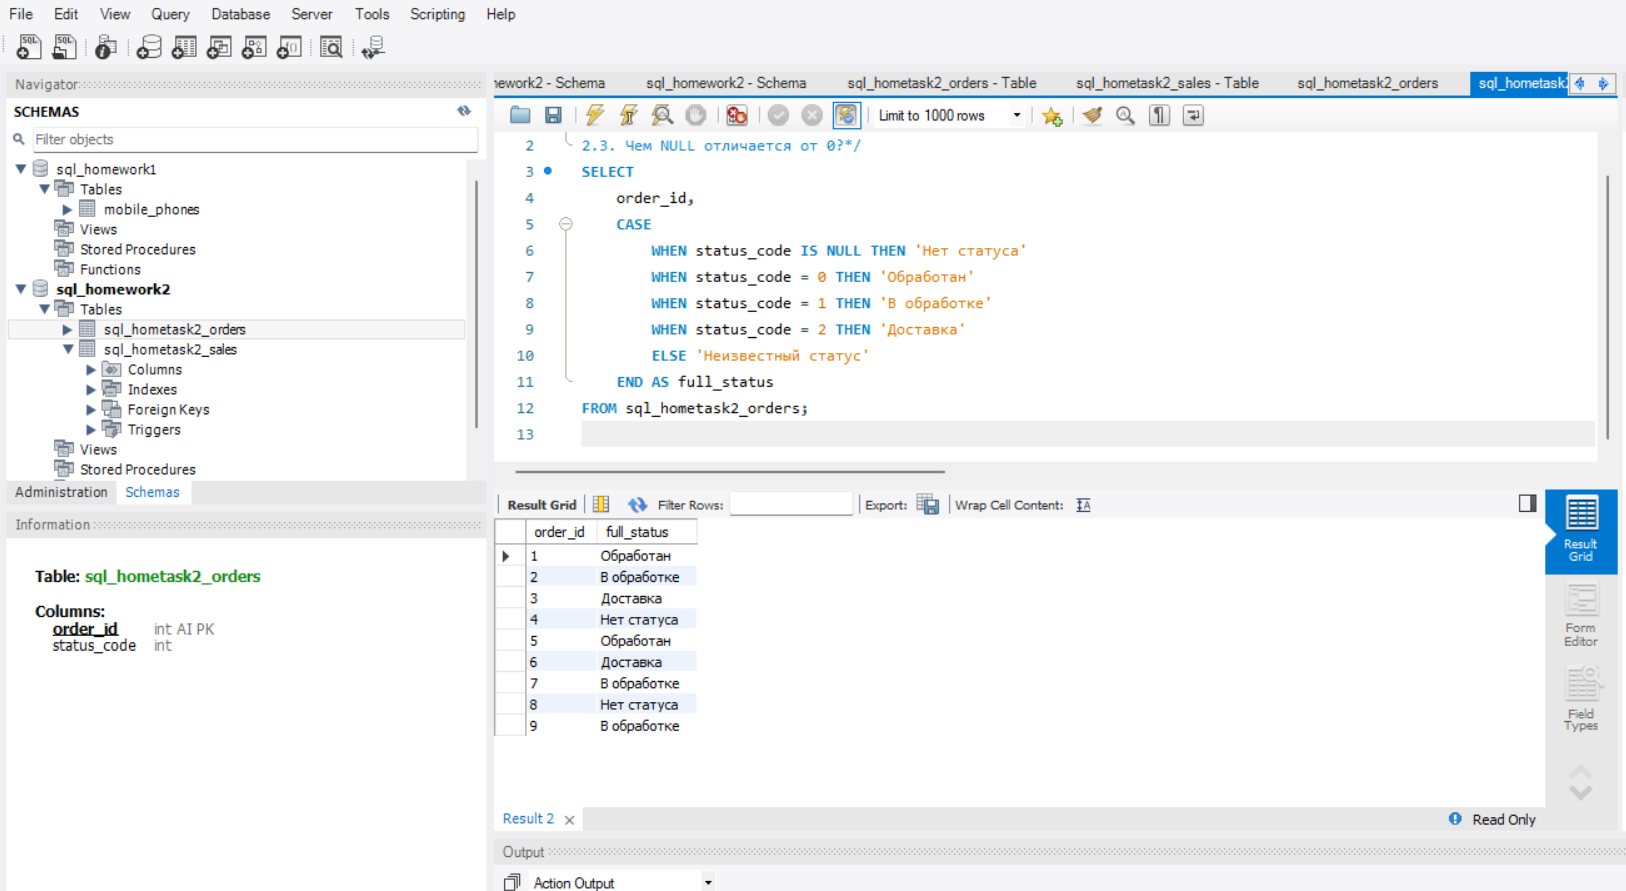 File Edit View Query Database Server Tools Scripting Help
Navigator
SCHEMAS
Filter objects
sql_homework1
Tables
mobile_phones
Views
Stored Procedures
Functions
sql_homework2
Tables
sql_hometask2_orders
sql_hometask2_sales
Columns
Indexes
Foreign Keys
Triggers
Views
Stored Procedures
Administration Schemas
Information
Table: sql_hometask2_orders
Columns:
order_id int AI PK
status_code int
ework2 - Schema sql_homework2 - Schema sql_hometask2_orders - Table sql_hometask2_sales - Table sql_hometask2_orders sql_hometask
Limit to 1000 rows
2 2.3. Чем NULL отличается от 0?*/
3 SELECT
4 order_id,
5 CASE
6 WHEN status_code IS NULL THEN 'Нет статуса'
7 WHEN status_code = 0 THEN 'Обработан'
8 WHEN status_code = 1 THEN 'В обработке'
9 WHEN status_code = 2 THEN 'Доставка'
10 ELSE 'Неизвестный статус'
11 END AS full_status
12 FROM sql_hometask2_orders;
13
Result Grid Filter Rows: Export: Wrap Cell Content:
order_id full_status
1 Обработан
2 В обработке
3 Доставка
4 Нет статуса
5 Обработан
6 Доставка
7 В обработке
8 Нет статуса
9 В обработке
Result
Grid
Form
Editor
Field
Types
Result 2 Read Only
Output
Action Output